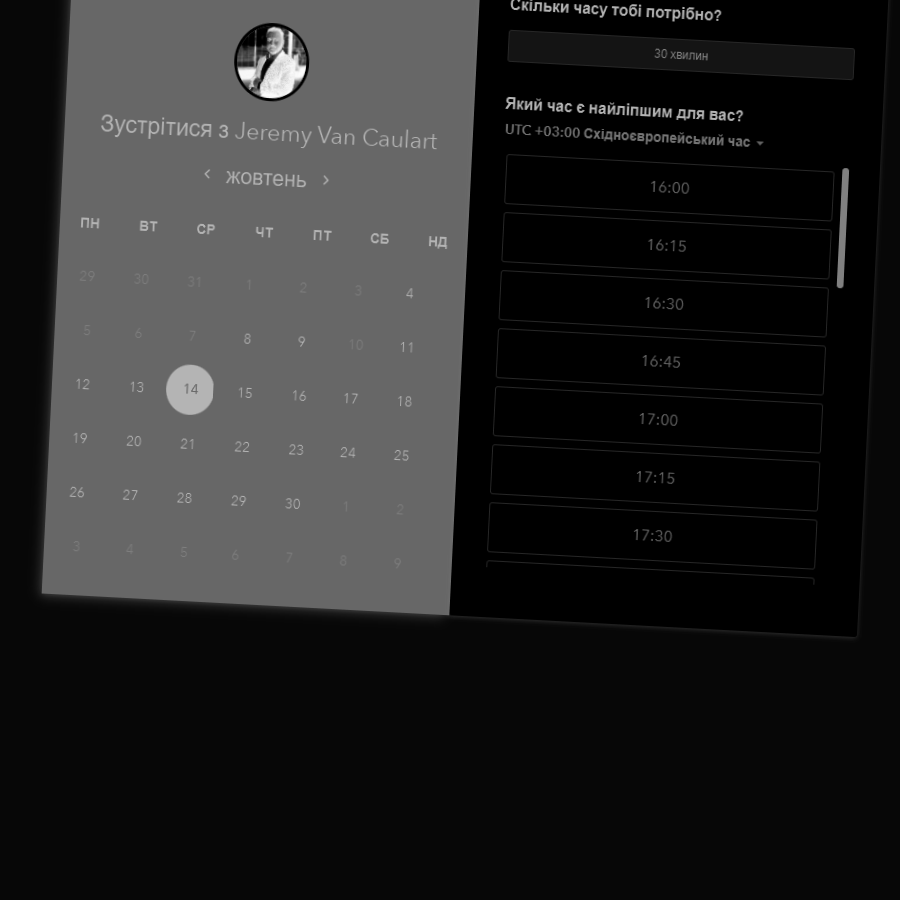 Зустрітися з Jeremy Van Caulart
жовтень
ПН ВТ СР ЧТ ПТ СБ НД
29 30 31 1 2 3 4
5 6 7 8 9 10 11
12 13 14 15 16 17 18
19 20 21 22 23 24 25
26 27 28 29 30 1 2
3 4 5 6 7 8 9
Скільки часу тобі потрібно?
30 хвилин
Який час є найліпшим для вас?
UTC +03:00 Східноєвропейський час
16:00
16:15
16:30
16:45
17:00
17:15
17:30